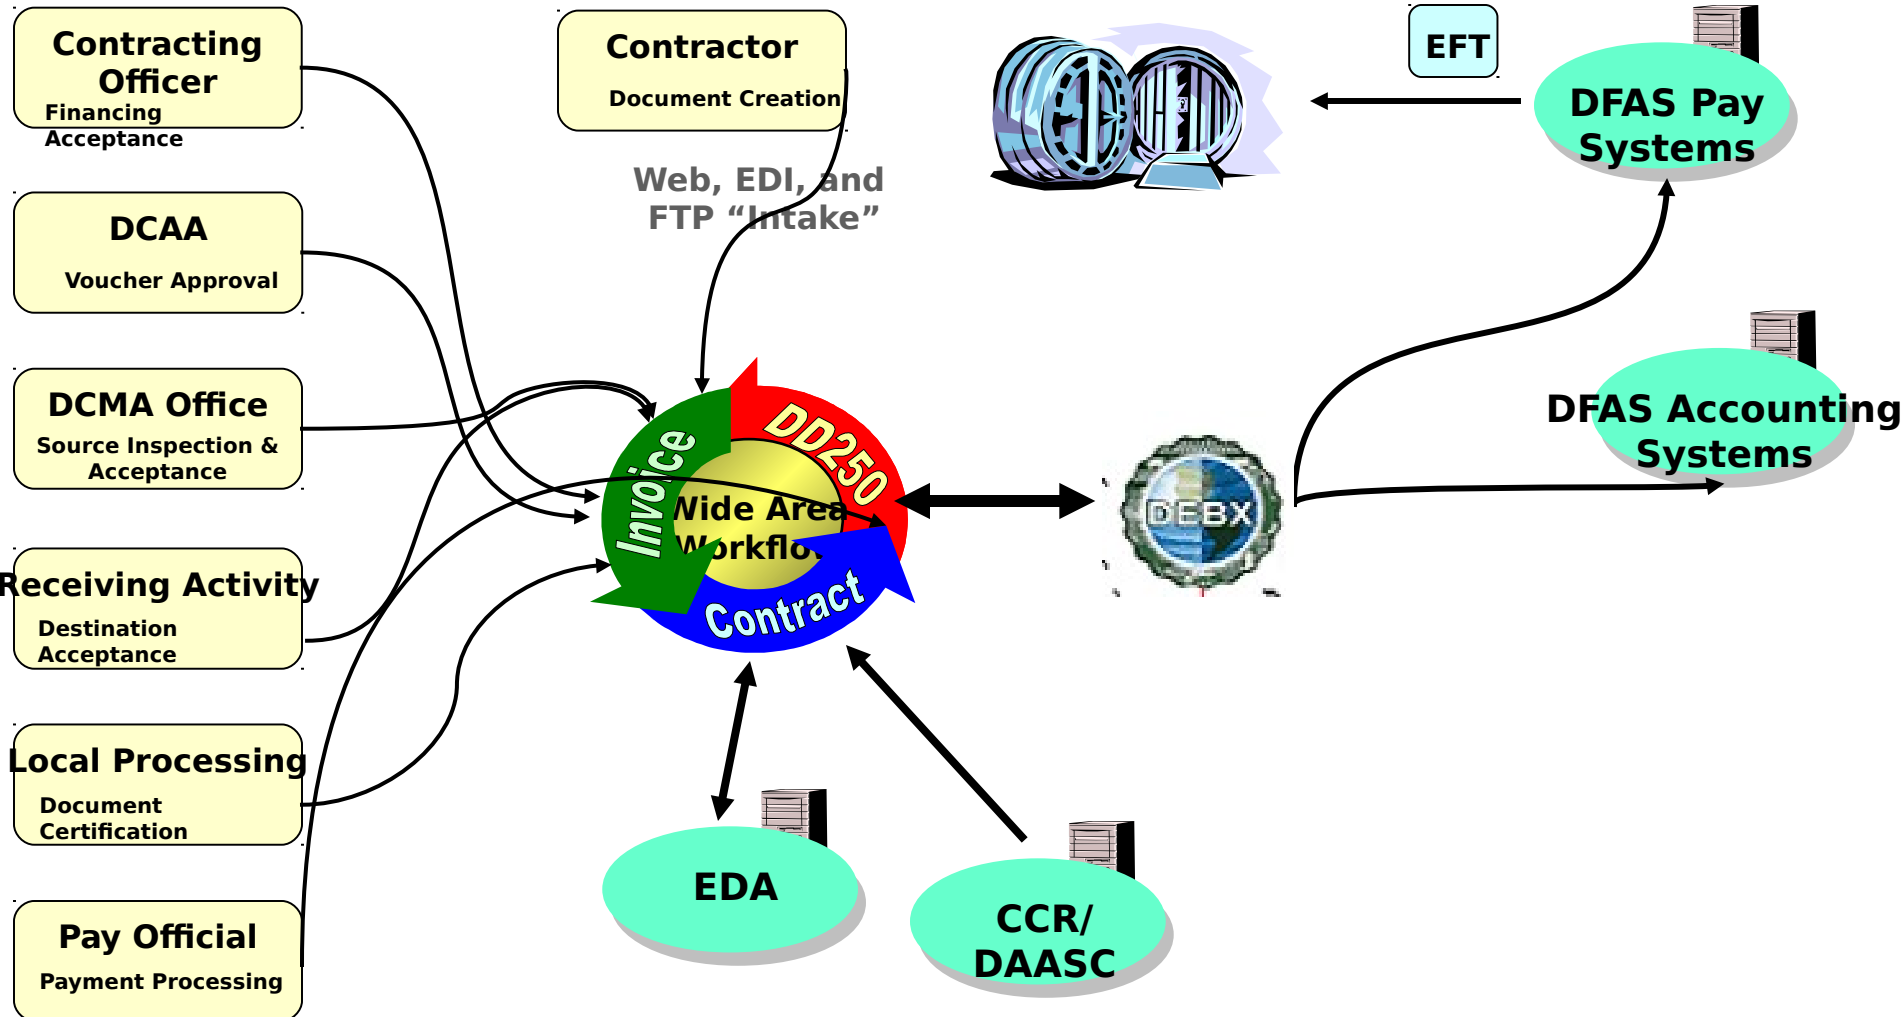 Contracting
Officer
Financing
Acceptance
Contractor
Document Creation
Web, EDI, and
FTP “Intake”
EFT
DFAS Pay
Systems
DCAA
Voucher Approval
DCMA Office
Source Inspection &
Acceptance
DFAS Accounting
Systems
Invoice
DD250
Wide Area
Workflow
Contract
DEBX
Receiving Activity
Destination
Acceptance
Local Processing
Document
Certification
EDA
CCR/
DAASC
Pay Official
Payment Processing